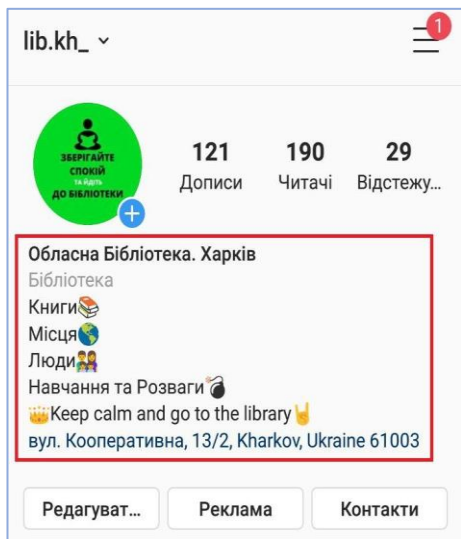 lib.kh_
1
ЗБЕРІГАЙТЕ
СПОКІЙ
ТА ЙДІТЬ
ДО БІБЛІОТЕКИ
121 190 29
Дописи Читачі Відстежу...
Обласна Бібліотека. Харків
Бібліотека
Книги📚
Місця🌎
Люди👫
Навчання та Розваги💣
👑Keep calm and go to the library🤘
вул. Кооперативна, 13/2, Kharkov, Ukraine 61003
Редагуват... Реклама Контакти